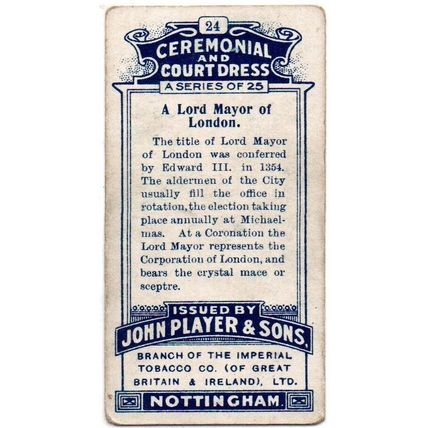 24
CEREMONIAL
AND
COURT DRESS
A SERIES OF 25
A Lord Mayor of
London.
The title of Lord Mayor
of London was conferred
by Edward III. in 1354.
The aldermen of the City
usually fill the office in
rotation, the election taking
place annually at Michael-
mas. At a Coronation the
Lord Mayor represents the
Corporation of London, and
bears the crystal mace or
sceptre.
ISSUED BY
JOHN PLAYER & SONS,
BRANCH OF THE IMPERIAL
TOBACCO CO. (OF GREAT
BRITAIN & IRELAND), LTD.
NOTTINGHAM.